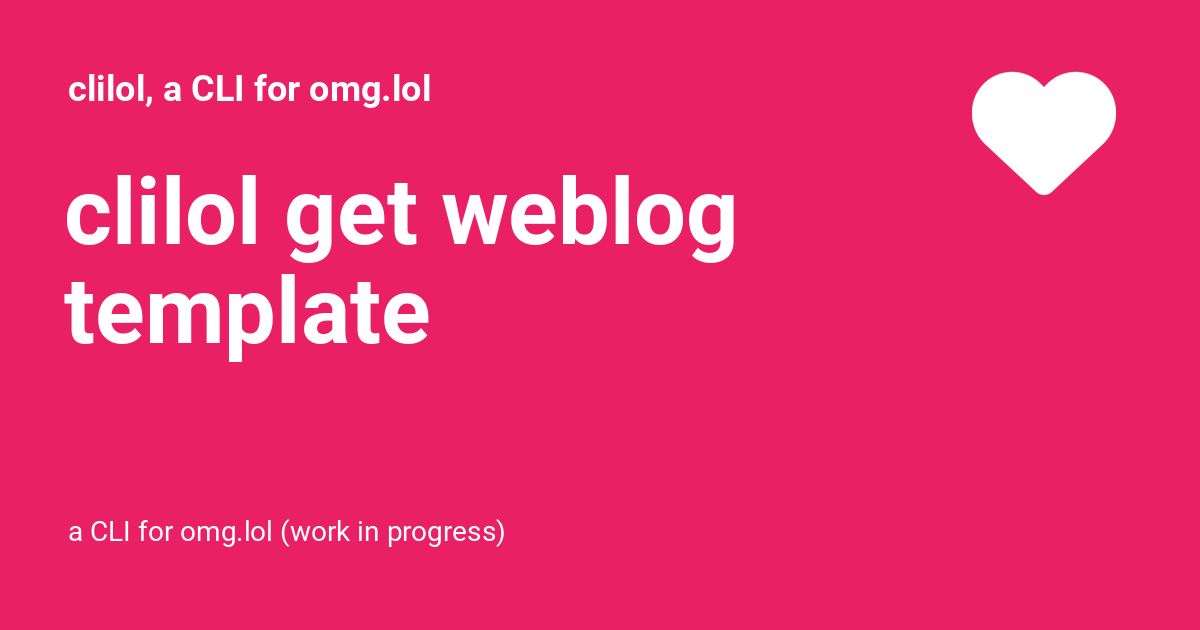 clilol, a CLI for omg.lol
clilol get weblog
template
a CLI for omg.lol (work in progress)